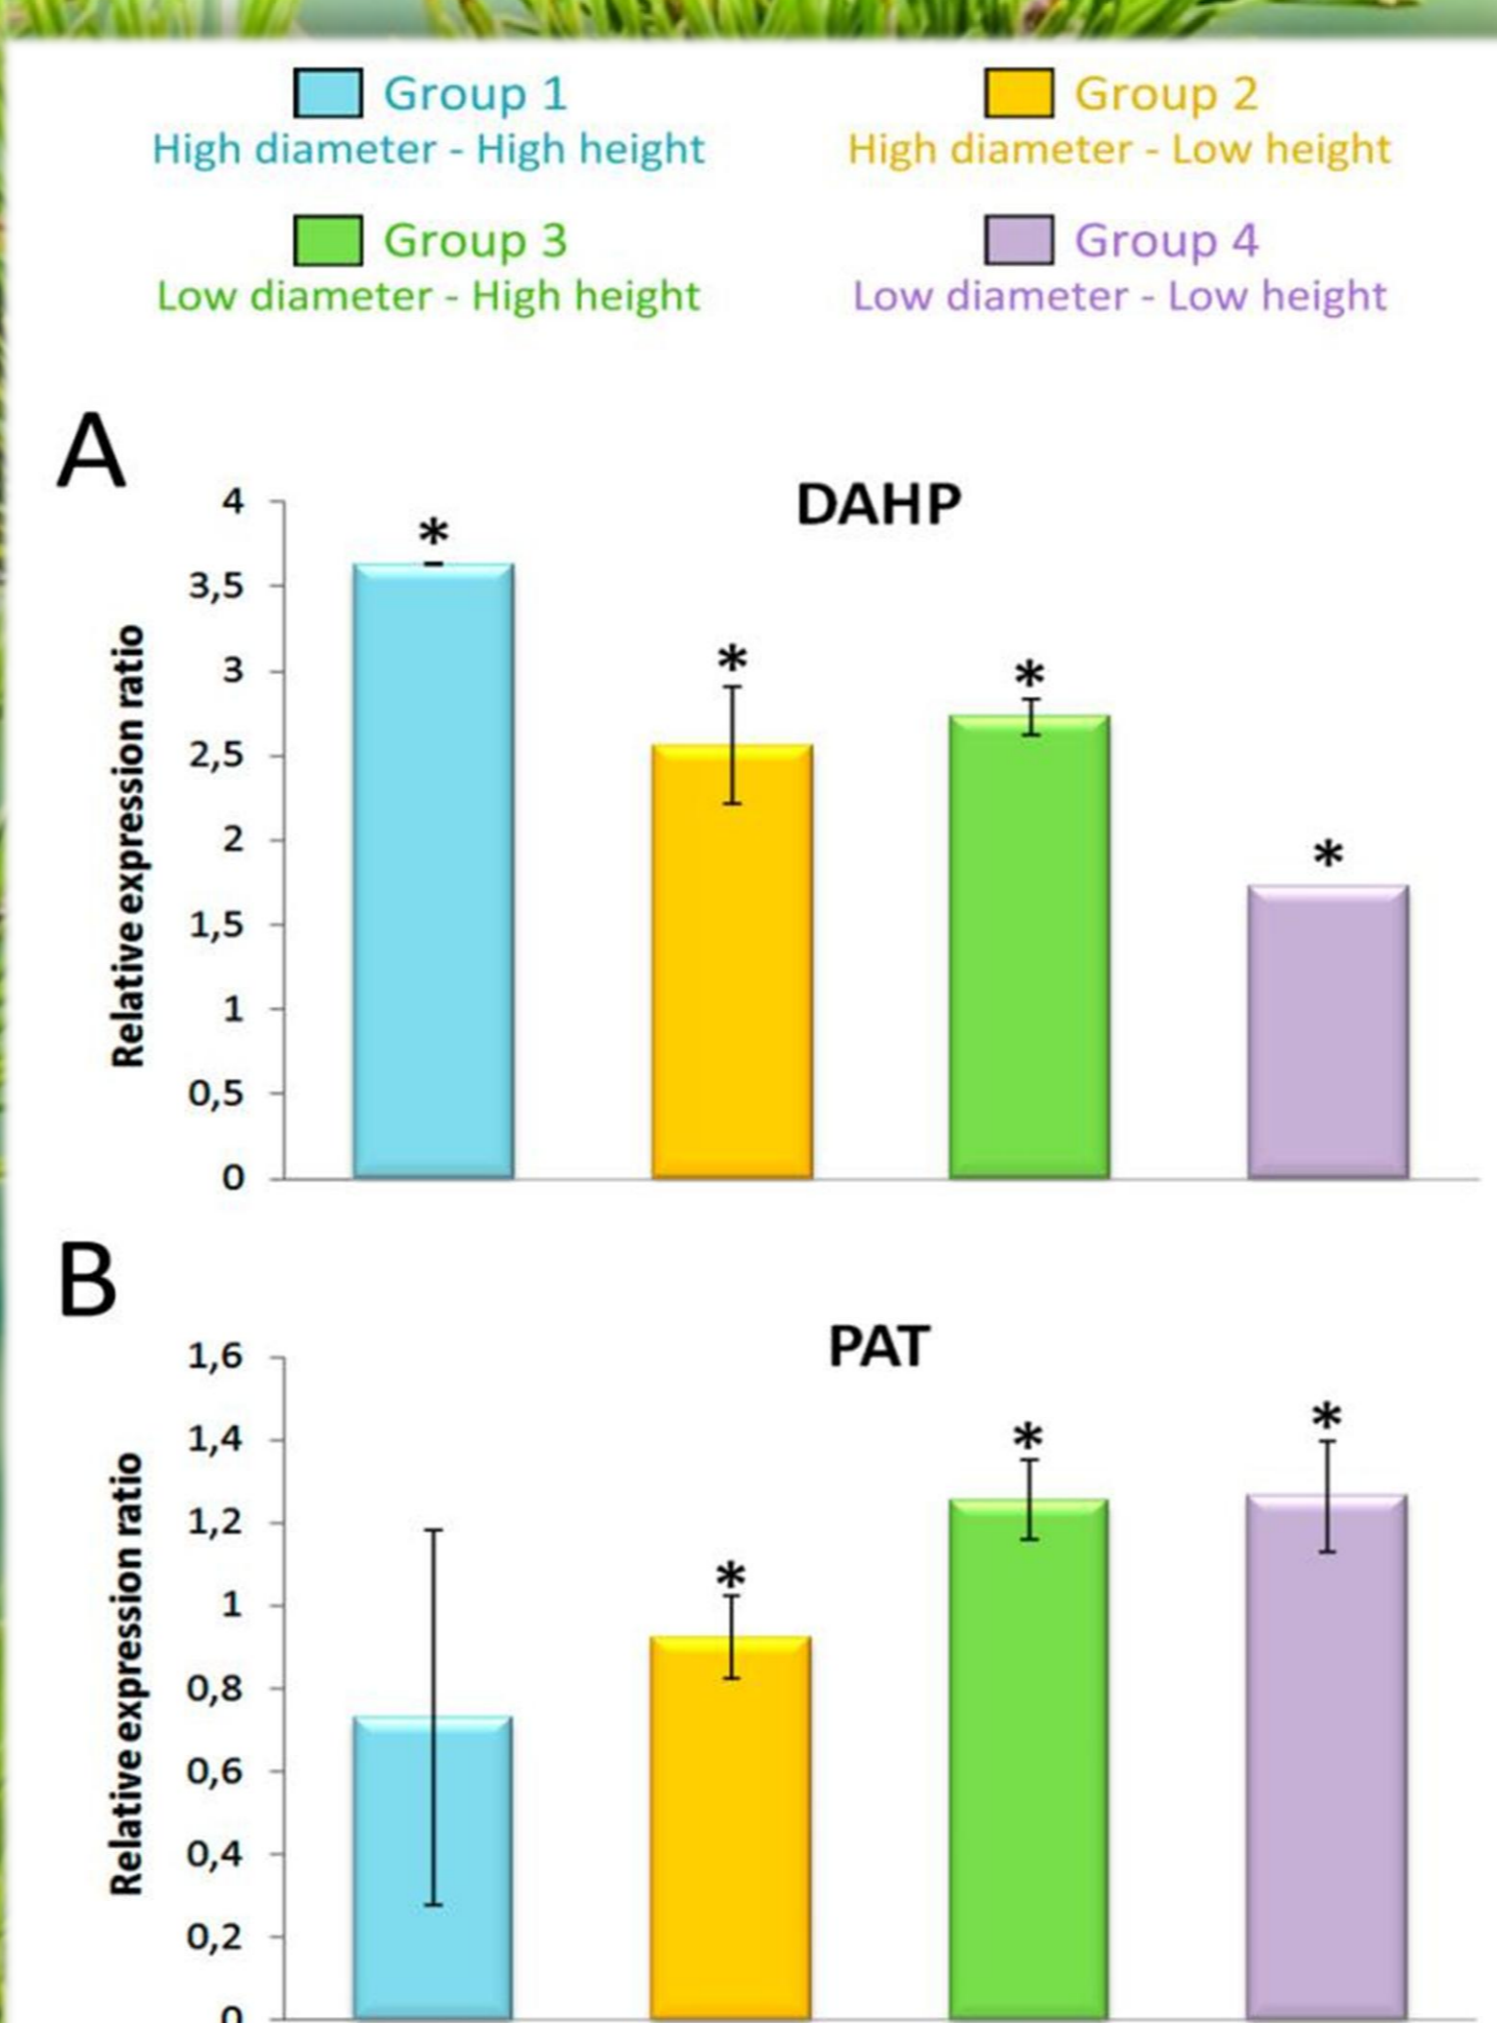 Group 1
High diameter - High height
Group 2
High diameter - Low height
Group 3
Low diameter - High height
Group 4
Low diameter - Low height
A
DAHP
Relative expression ratio
4
3,5
3
2,5
2
1,5
1
0,5
0
*
*
*
*
B
PAT
Relative expression ratio
1,6
1,4
1,2
1
0,8
0,6
0,4
0,2
0
*
*
*